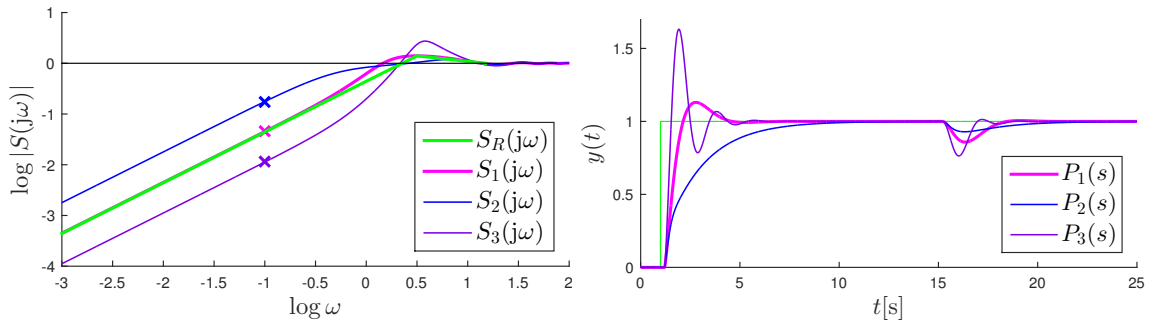 1
0
-1
-2
-3
-4
-3 -2.5 -2 -1.5 -1 -0.5 0 0.5 1 1.5 2
log |S(jω)|
log ω
S_R(jω)
S_1(jω)
S_2(jω)
S_3(jω)
1.5
1
0.5
0
0 5 10 15 20 25
y(t)
t[s]
P_1(s)
P_2(s)
P_3(s)